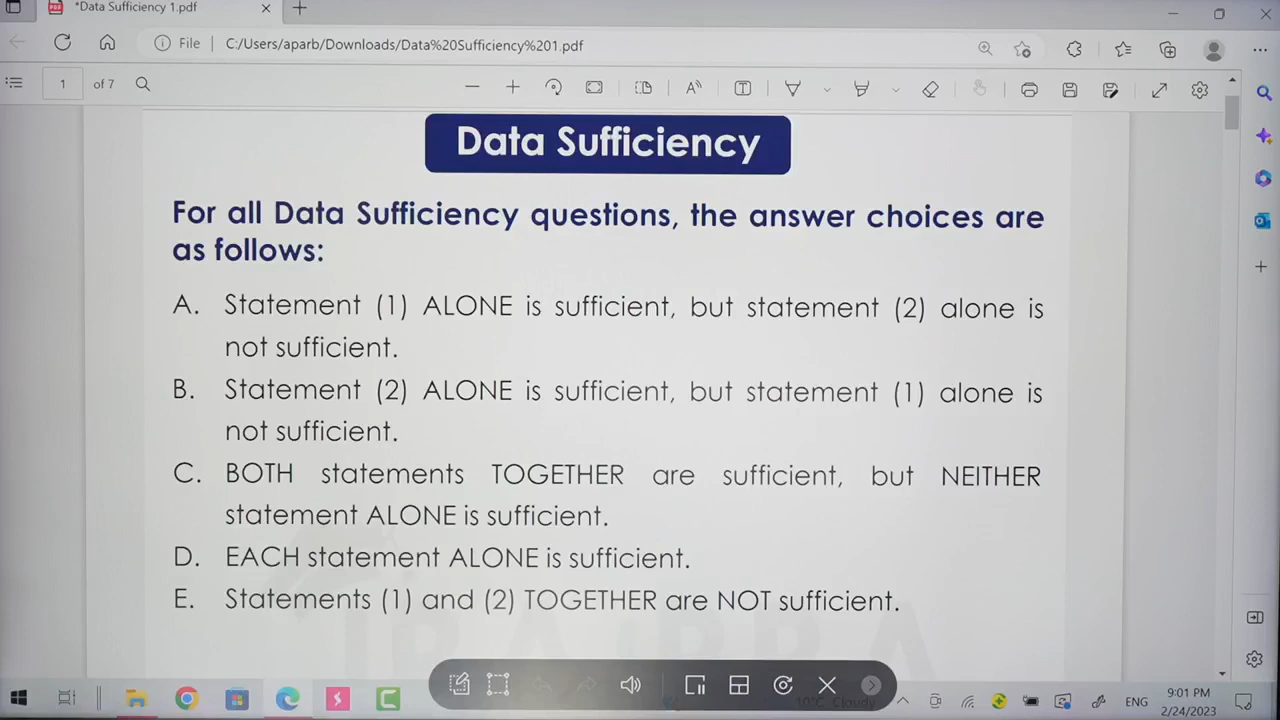 *Data Sufficiency 1.pdf
File
C:/Users/aparb/Downloads/Data%20Sufficiency%201.pdf
1 of 7
Data Sufficiency
For all Data Sufficiency questions, the answer choices are
as follows:
A. Statement (1) ALONE is sufficient, but statement (2) alone is
not sufficient.
B. Statement (2) ALONE is sufficient, but statement (1) alone is
not sufficient.
C. BOTH statements TOGETHER are sufficient, but NEITHER
statement ALONE is sufficient.
D. EACH statement ALONE is sufficient.
E. Statements (1) and (2) TOGETHER are NOT sufficient.
10°C Cloudy
ENG
9:01 PM
2/24/2023